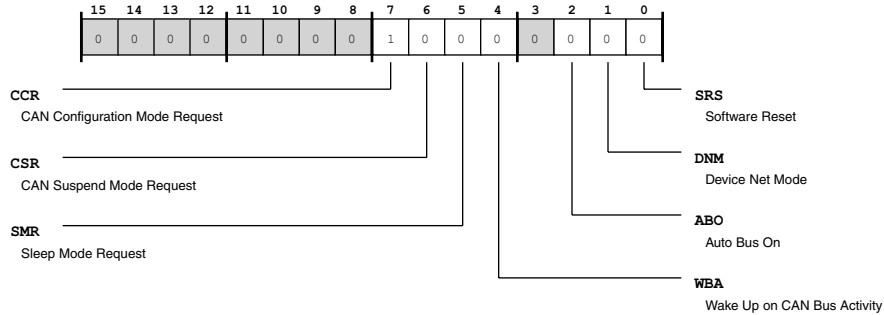 15 14 13 12 11 10 9 8 7 6 5 4 3 2 1 0
0 0 0 0 0 0 0 0 1 0 0 0 0 0 0 0
CCR
CAN Configuration Mode Request
CSR
CAN Suspend Mode Request
SMR
Sleep Mode Request
SRS
Software Reset
DNM
Device Net Mode
ABO
Auto Bus On
WBA
Wake Up on CAN Bus Activity